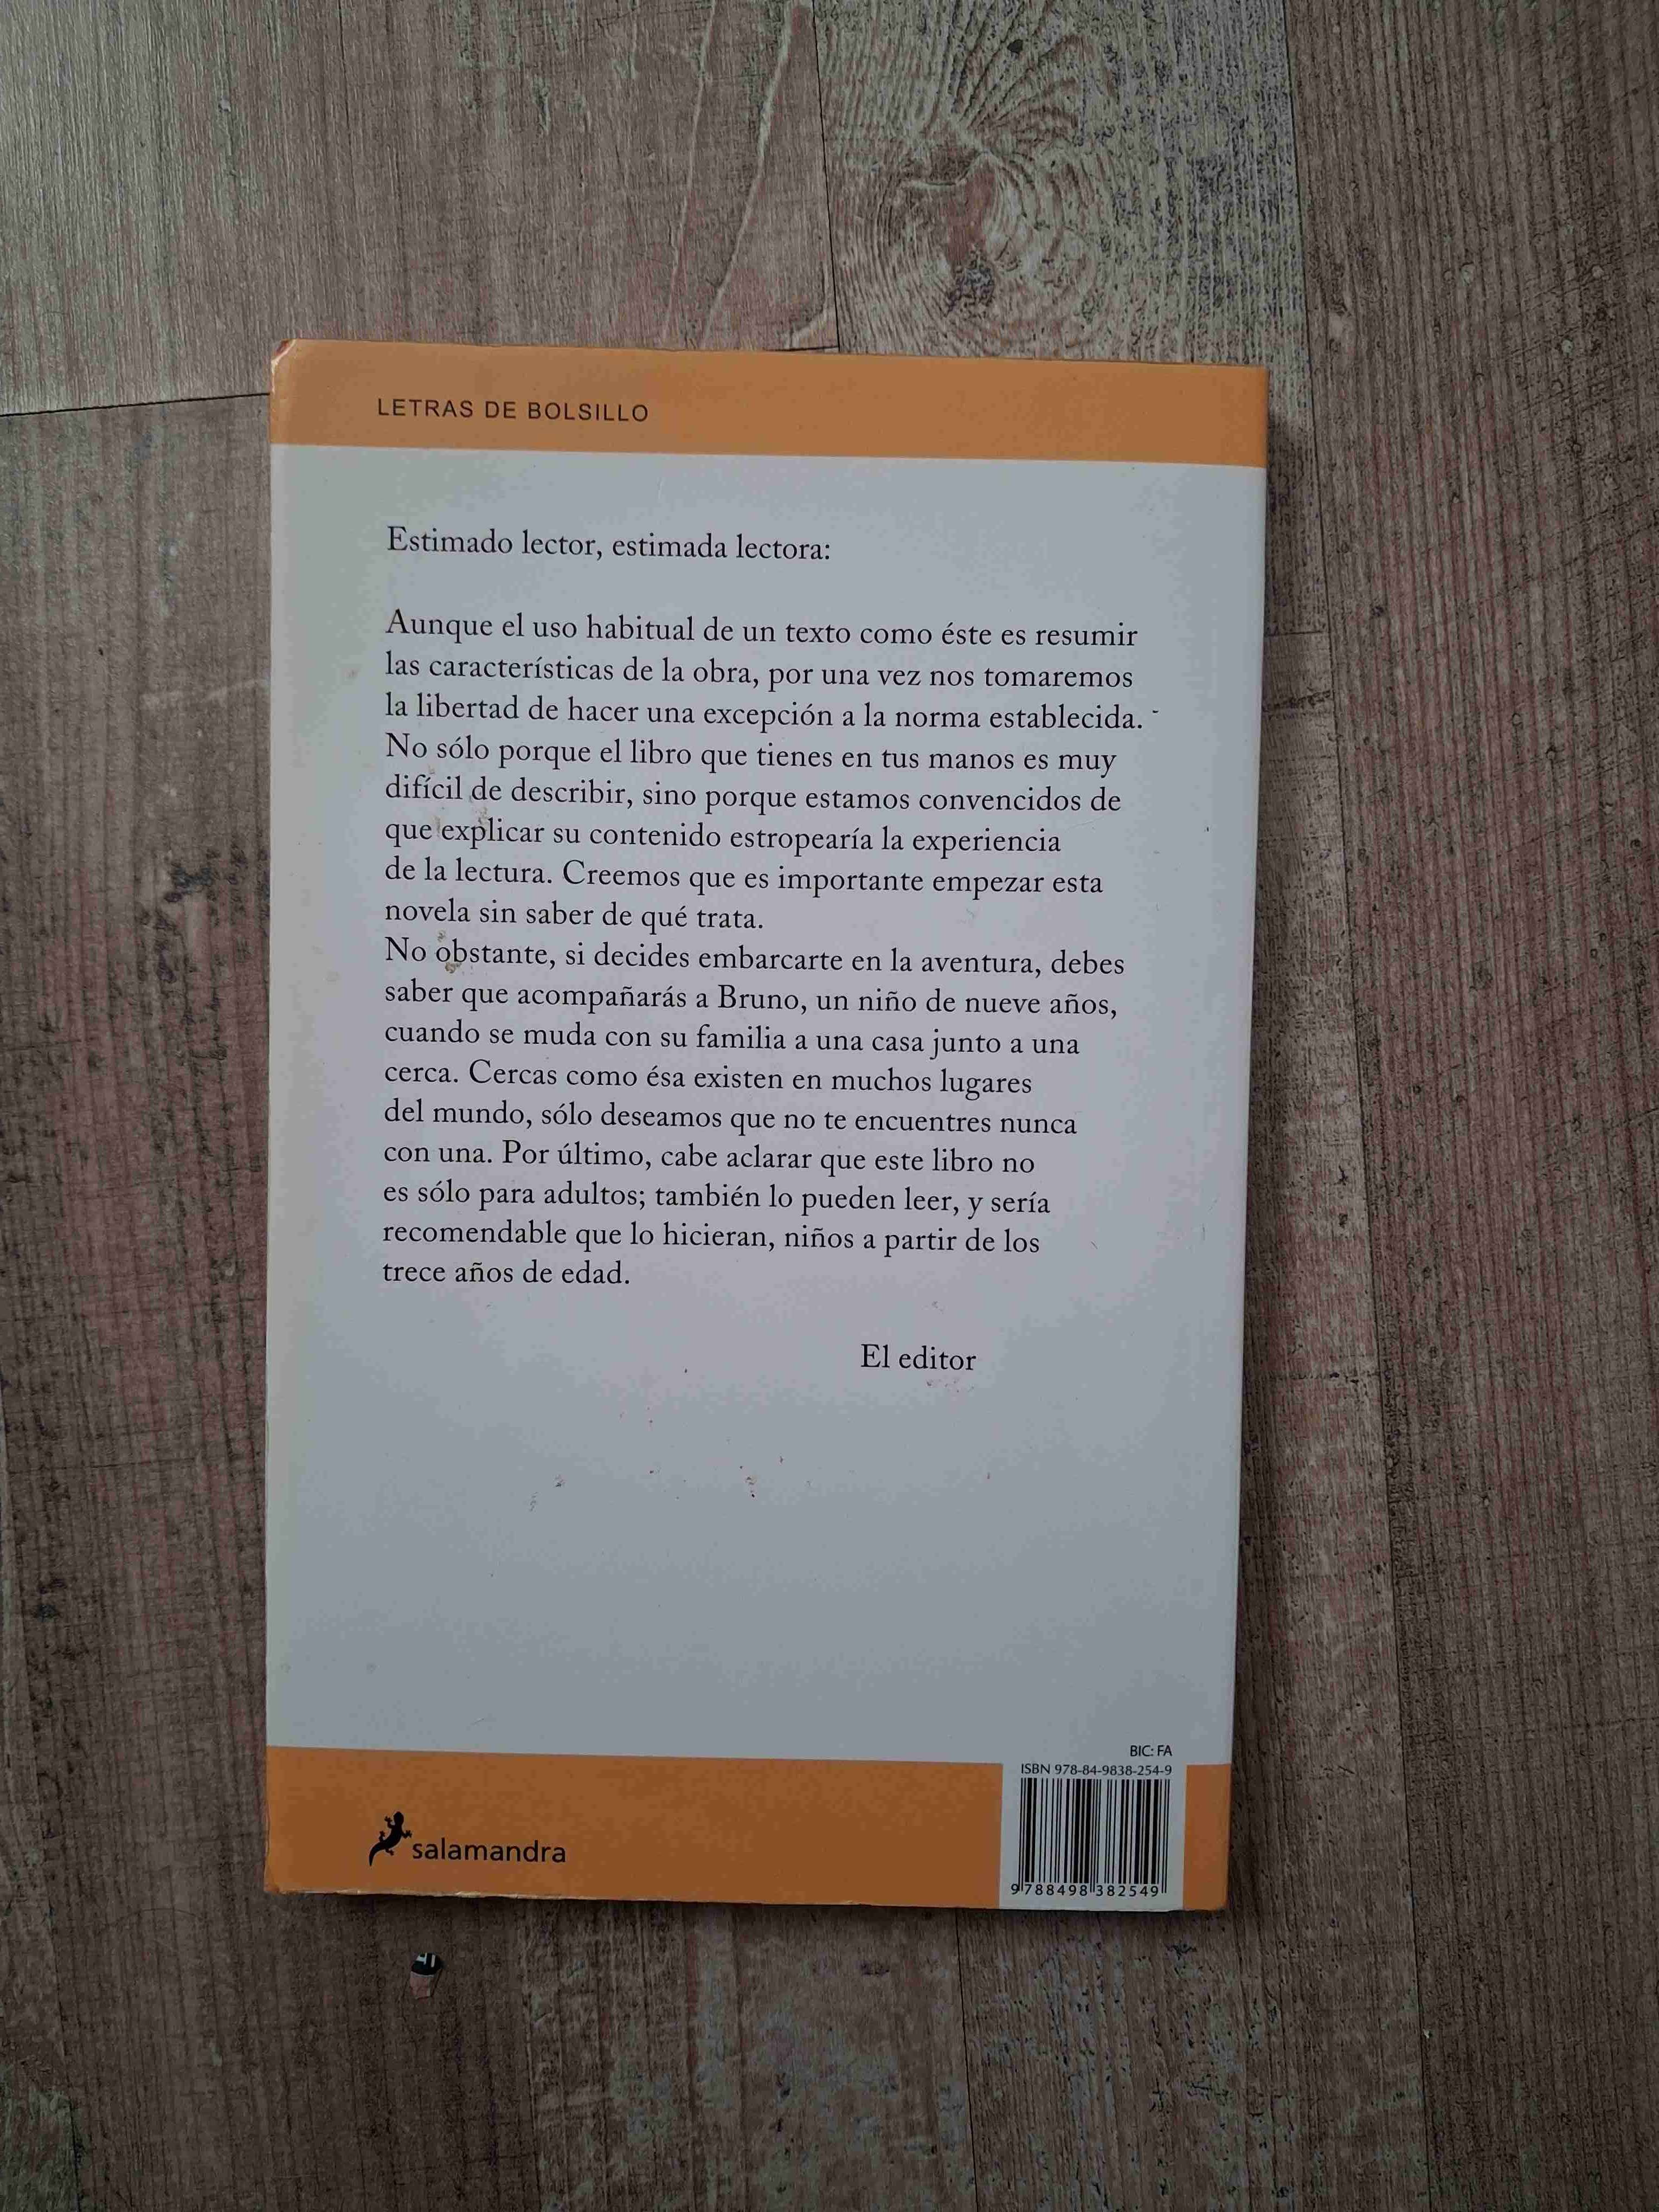 LETRAS DE BOLSILLO
Estimado lector, estimada lectora:
Aunque el uso habitual de un texto como éste es resumir
las características de la obra, por una vez nos tomaremos
la libertad de hacer una excepción a la norma establecida.
No sólo porque el libro que tienes en tus manos es muy
difícil de describir, sino porque estamos convencidos de
que explicar su contenido estropearía la experiencia
de la lectura. Creemos que es importante empezar esta
novela sin saber de qué trata.
No obstante, si decides embarcarte en la aventura, debes
saber que acompañarás a Bruno, un niño de nueve años,
cuando se muda con su familia a una casa junto a una
cerca. Cercas como ésa existen en muchos lugares
del mundo, sólo deseamos que no te encuentres nunca
con una. Por último, cabe aclarar que este libro no
es sólo para adultos; también lo pueden leer, y sería
recomendable que lo hicieran, niños a partir de los
trece años de edad.
El editor
BIC: FA
ISBN 978-84-9838-254-9
9788498382549
salamandra